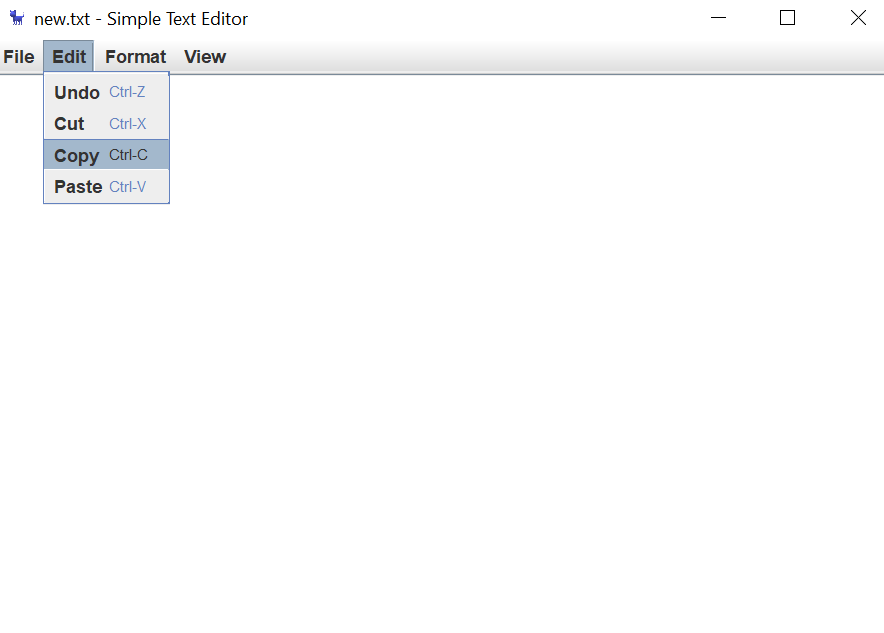 new.txt - Simple Text Editor
File Edit Format View
Undo Ctrl-Z
Cut Ctrl-X
Copy Ctrl-C
Paste Ctrl-V